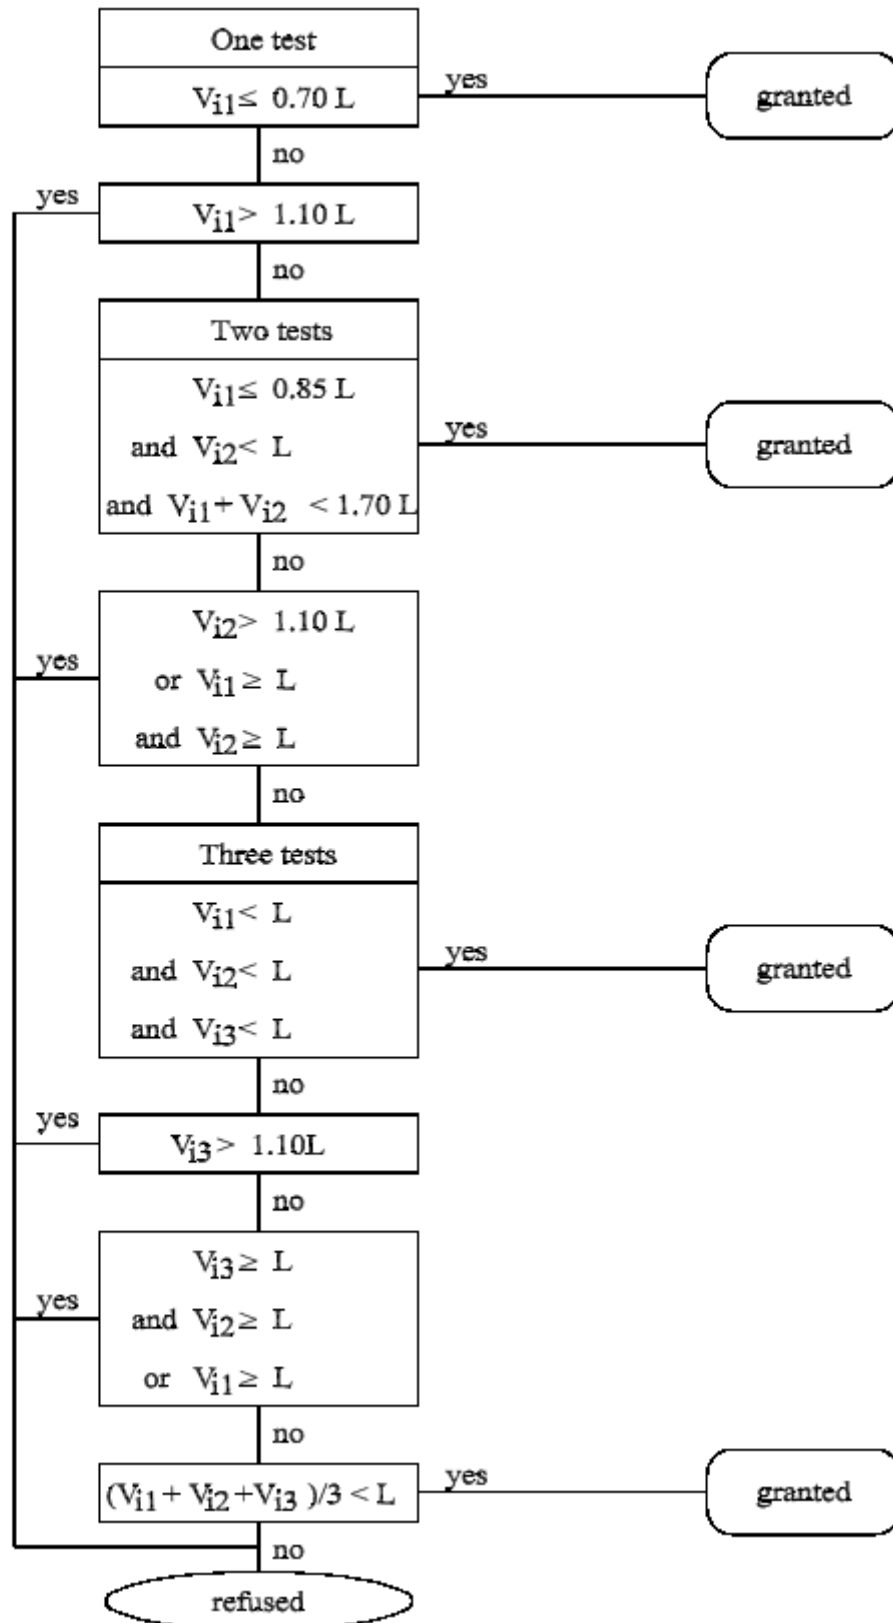 One test
Vi1≤ 0.70 L
yes
granted
no
yes
Vi1> 1.10 L
no
Two tests
Vi1≤ 0.85 L
and Vi2< L
and Vi1+Vi2 < 1.70 L
yes
granted
no
Vi2> 1.10 L
or Vi1≥ L
and Vi2≥ L
yes
no
Three tests
Vi1< L
and Vi2< L
and Vi3< L
yes
granted
no
yes
Vi3> 1.10L
no
Vi3≥ L
and Vi2≥ L
or Vi1≥ L
yes
no
(Vi1+ Vi2+Vi3 )/3 < L
yes
granted
no
refused